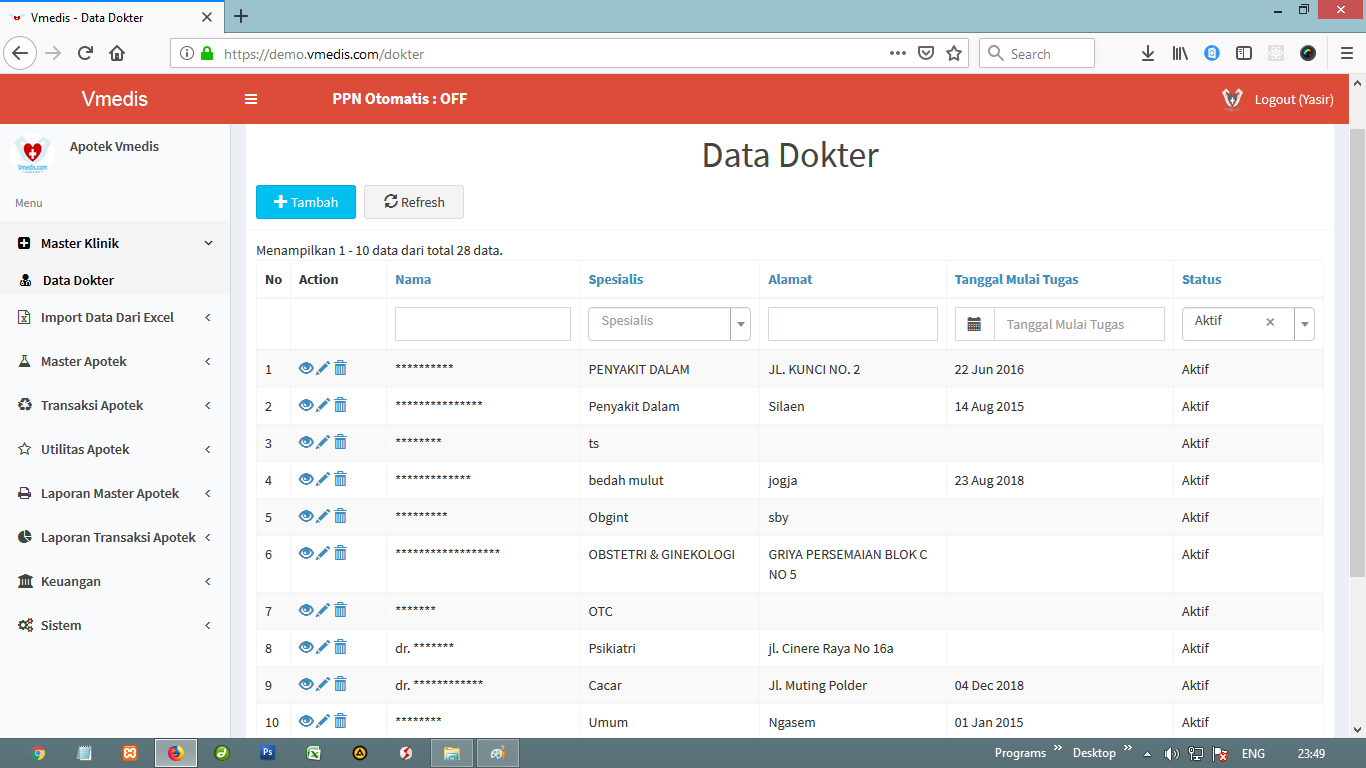 Vmedis - Data Dokter
https://demo.vmedis.com/dokter
Search
Vmedis
PPN Otomatis : OFF
Logout (Yasir)
Apotek Vmedis
Vmedis.com
Menu
Master Klinik
Data Dokter
Import Data Dari Excel
Master Apotek
Transaksi Apotek
Utilitas Apotek
Laporan Master Apotek
Laporan Transaksi Apotek
Keuangan
Sistem
Data Dokter
Tambah Refresh
Menampilkan 1 - 10 data dari total 28 data.
No Action Nama Spesialis Alamat Tanggal Mulai Tugas Status
Spesialis Tanggal Mulai Tugas Aktif ×
1 ********** PENYAKIT DALAM JL. KUNCI NO. 2 22 Jun 2016 Aktif
2 *************** Penyakit Dalam Silaen 14 Aug 2015 Aktif
3 ******** ts Aktif
4 ************* bedah mulut jogja 23 Aug 2018 Aktif
5 ********* Obgint sby Aktif
6 ****************** OBSTETRI & GINEKOLOGI GRIYA PERSEMAIAN BLOK C Aktif
NO 5
7 ******* OTC Aktif
8 dr. ******* Psikiatri jl. Cinere Raya No 16a Aktif
9 dr. ************ Cacar Jl. Muting Polder 04 Dec 2018 Aktif
10 ******** Umum Ngasem 01 Jan 2015 Aktif
Programs » Desktop » ENG 23:49